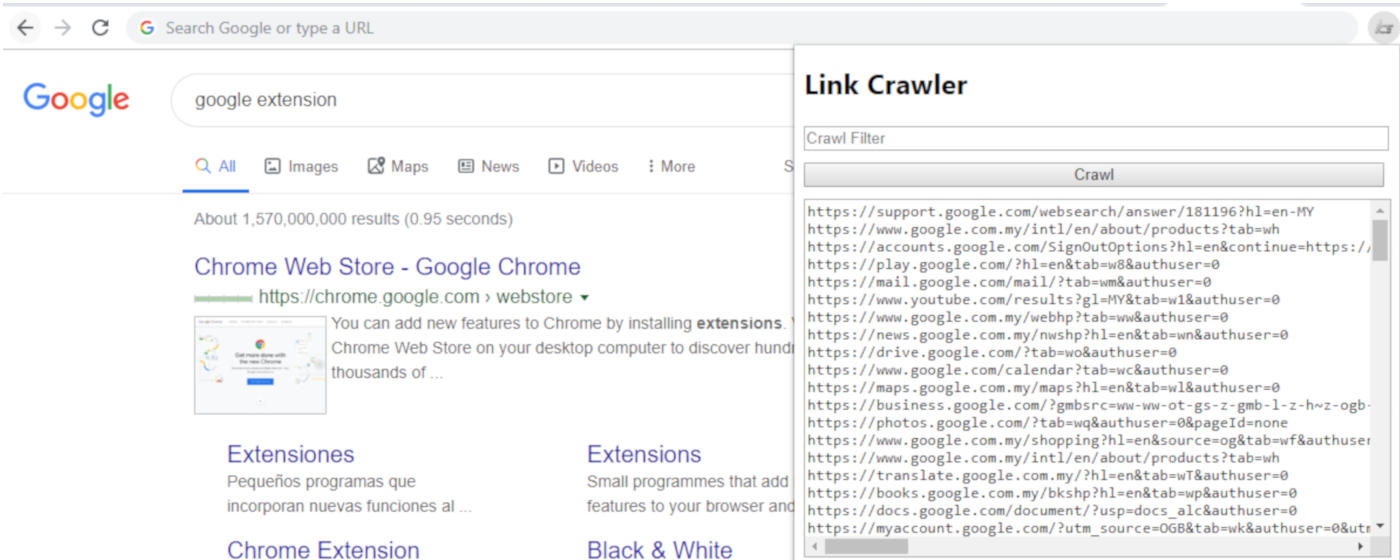 Search Google or type a URL
Google
google extension
All
Images
Maps
News
Videos
More
S
About 1,570,000,000 results (0.95 seconds)
Chrome Web Store - Google Chrome
https://chrome.google.com › webstore
You can add new features to Chrome by installing extensions.
Chrome Web Store on your desktop computer to discover hundr
thousands of ...
Get more done with
the new Chrome
Extensiones
Pequeños programas que
incorporan nuevas funciones al ...
Extensions
Small programmes that add
features to your browser and
Chrome Extension
Black & White
Link Crawler
Crawl Filter
Crawl
https://support.google.com/websearch/answer/181196?hl=en-MY
https://www.google.com.my/intl/en/about/products?tab=wh
https://accounts.google.com/SignOutOptions?hl=en&continue=https:/
https://play.google.com/?hl=en&tab=w8&authuser=0
https://mail.google.com/mail/?tab=wm&authuser=0
https://www.youtube.com/results?gl=MY&tab=w1&authuser=0
https://www.google.com.my/webhp?tab=ww&authuser=0
https://news.google.com.my/nwshp?hl=en&tab=wn&authuser=0
https://drive.google.com/?tab=wo&authuser=0
https://www.google.com/calendar?tab=wc&authuser=0
https://maps.google.com.my/maps?hl=en&tab=wl&authuser=0
https://business.google.com/?gmbsrc=ww-ww-ot-gs-z-gmb-l-z-h~z-ogb-
https://photos.google.com/?tab=wq&authuser=0&pageId=none
https://www.google.com.my/shopping?hl=en&source=og&tab=wf&authuser
https://www.google.com.my/intl/en/about/products?tab=wh
https://translate.google.com.my/?hl=en&tab=wT&authuser=0
https://books.google.com.my/bkshp?hl=en&tab=wp&authuser=0
https://docs.google.com/document/?usp=docs_alc&authuser=0
https://myaccount.google.com/?utm_source=OGB&tab=wk&authuser=0&utm